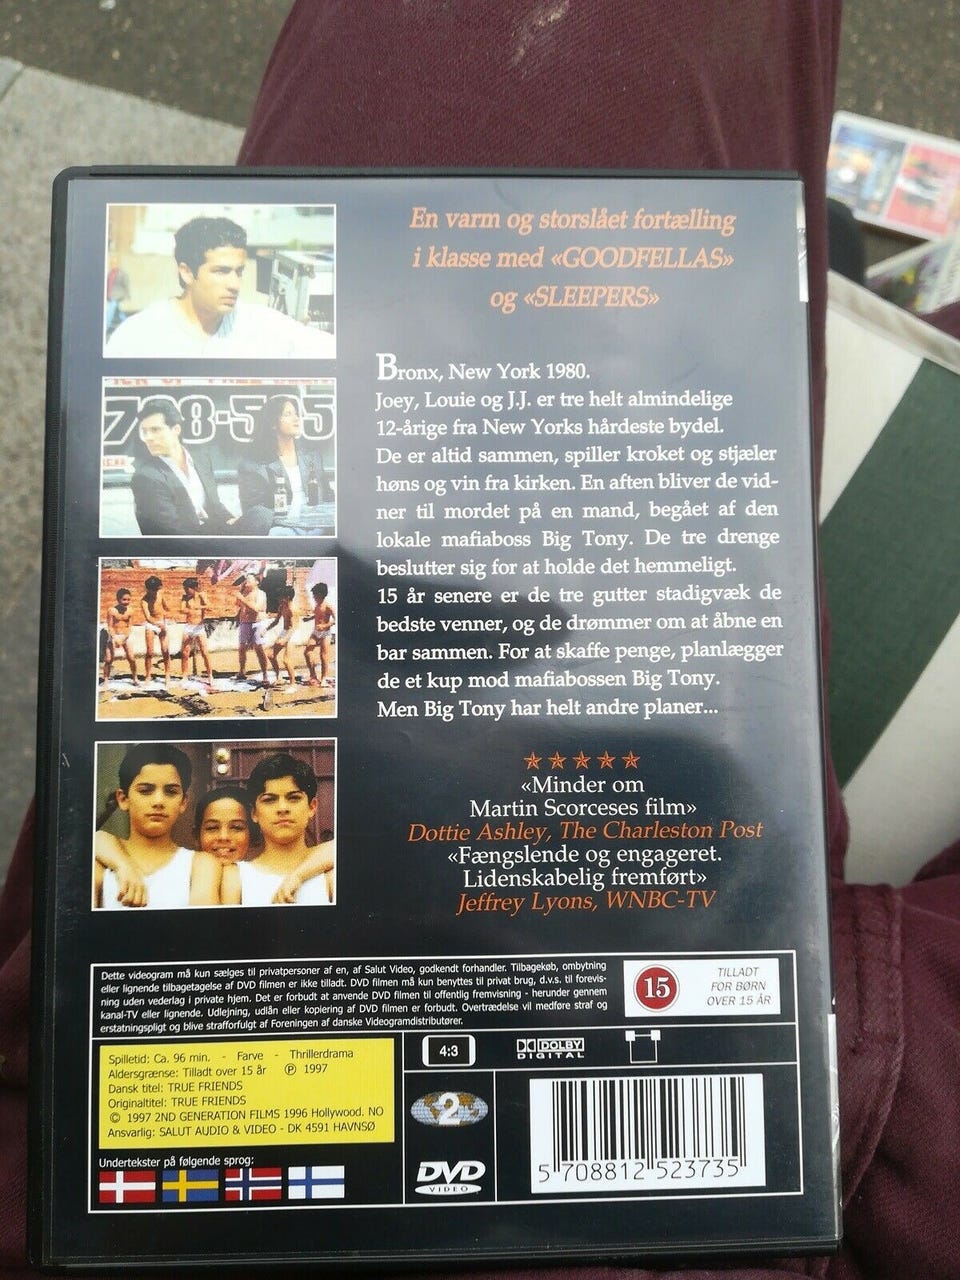 En varm og storslået fortælling
i klasse med «GOODFELLAS»
og «SLEEPERS»
Bronx, New York 1980.
Joey, Louie og J.J. er tre helt almindelige
12-årige fra New Yorks hårdeste bydel.
De er altid sammen, spiller kroket og stjæler
høns og vin fra kirken. En aften bliver de vid-
ner til mordet på en mand, begået af den
lokale mafiaboss Big Tony. De tre drenge
beslutter sig for at holde det hemmeligt.
15 år senere er de tre gutter stadigvæk de
bedste venner, og de drømmer om at åbne en
bar sammen. For at skaffe penge, planlægger
de et kup mod mafiabossen Big Tony.
Men Big Tony har helt andre planer...
«Minder om
Martin Scorceses film»
Dottie Ashley, The Charleston Post
«Fængslende og engageret.
Lidenskabelig fremført»
Jeffrey Lyons, WNBC-TV
Dette videogram må kun sælges til privatpersoner af en, af Salut Video, godkendt forhandler. Tilbagekøb, ombytning
eller lignende tilbagetagelse af DVD filmen er ikke tilladt. DVD filmen må kun benyttes til privat brug, d.v.s. til forevis-
ning uden vederlag i private hjem. Det er forbudt at anvende DVD filmen til offentlig fremvisning - herunder gennem
kanal-TV eller lignende. Udlejning, udlån eller kopiering af DVD filmen er forbudt. Overtrædelse vil medføre straf og
erstatningspligt og blive strafforfulgt af Foreningen af danske Videogramdistributører.
15
TILLADT
FOR BØRN
OVER 15 ÅR
Spilletid: Ca. 96 min. - Farve - Thrillerdrama
Aldersgrænse: Tilladt over 15 år ℗ 1997
Dansk titel: TRUE FRIENDS
Originaltitel: TRUE FRIENDS
© 1997 2ND GENERATION FILMS 1996 Hollywood. NO
Ansvarlig: SALUT AUDIO & VIDEO - DK 4591 HAVNSØ
Undertekster på følgende sprog:
4:3
DOLBY
DIGITAL
2
DVD
VIDEO
5 708812 523735